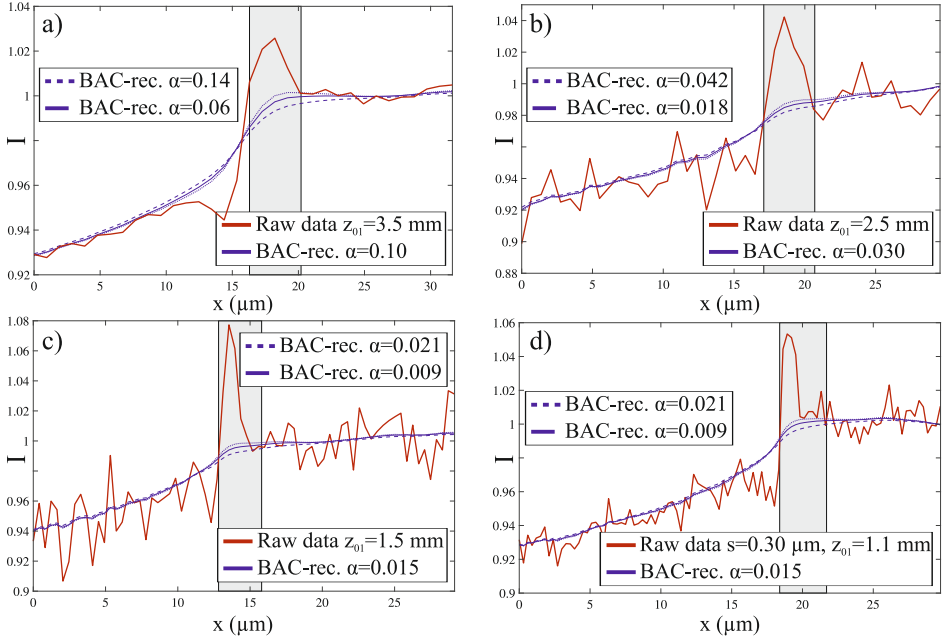 a)
1.04
1.02
1
0.98
0.96
0.94
0.92
I
BAC-rec. α=0.14
BAC-rec. α=0.06
Raw data z₀₁=3.5 mm
BAC-rec. α=0.10
0 5 10 15 20 25 30
x (µm)
b)
1.04
1.02
1
0.98
0.96
0.94
0.92
0.9
0.88
I
BAC-rec. α=0.042
BAC-rec. α=0.018
Raw data z₀₁=2.5 mm
BAC-rec. α=0.030
0 5 10 15 20 25
x (µm)
c)
1.08
1.06
1.04
1.02
1
0.98
0.96
0.94
0.92
0.9
I
BAC-rec. α=0.021
BAC-rec. α=0.009
Raw data z₀₁=1.5 mm
BAC-rec. α=0.015
0 5 10 15 20 25
x (µm)
d)
1.06
1.04
1.02
1
0.98
0.96
0.94
0.92
0.9
I
BAC-rec. α=0.021
BAC-rec. α=0.009
Raw data s=0.30 µm, z₀₁=1.1 mm
BAC-rec. α=0.015
0 5 10 15 20 25
x (µm)